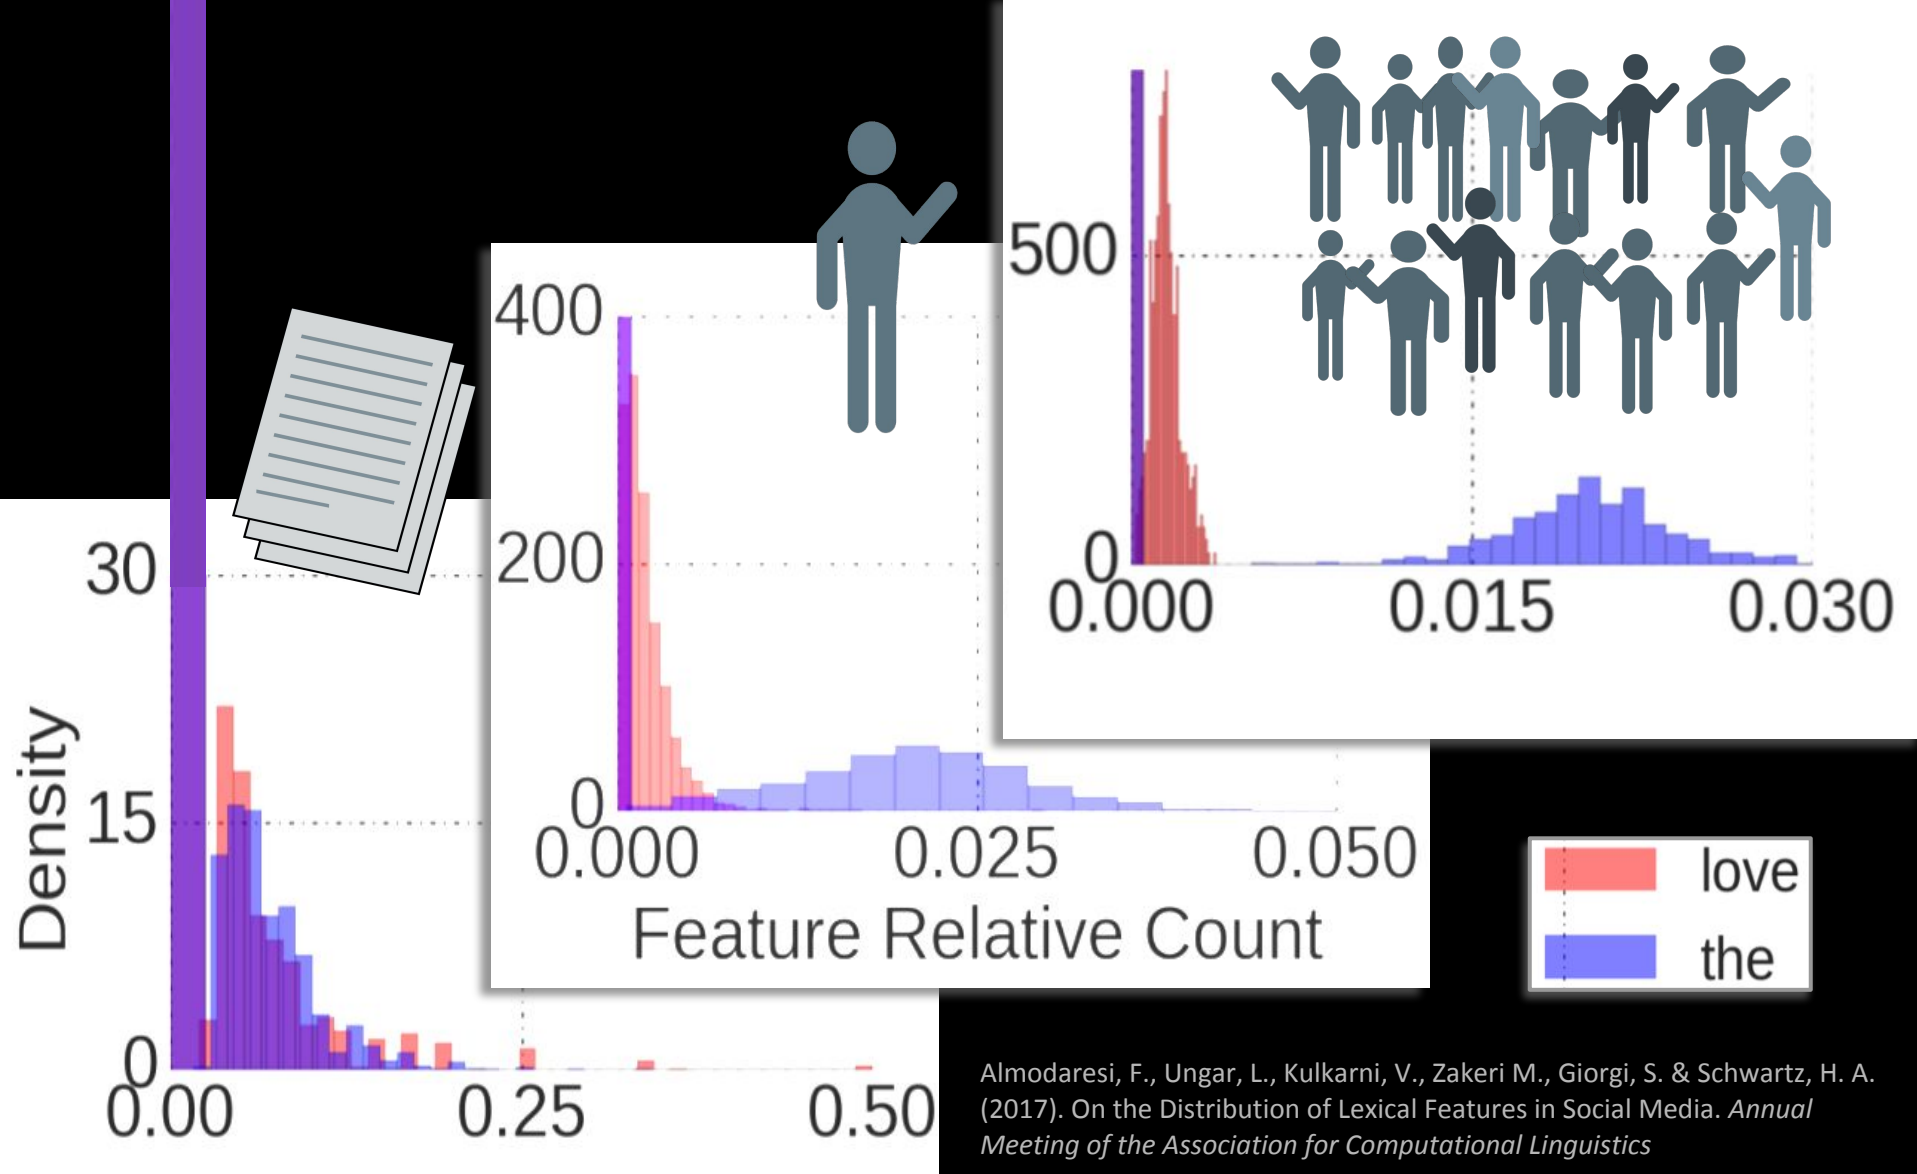 500
0
0.000
0.015
0.030
400
200
0
0.000
0.025
0.050
Feature Relative Count
30
15
0
Density
0.00
0.25
0.50
love
the
Almodaresi, F., Ungar, L., Kulkarni, V., Zakeri M., Giorgi, S. & Schwartz, H. A.
(2017). On the Distribution of Lexical Features in Social Media. Annual
Meeting of the Association for Computational Linguistics